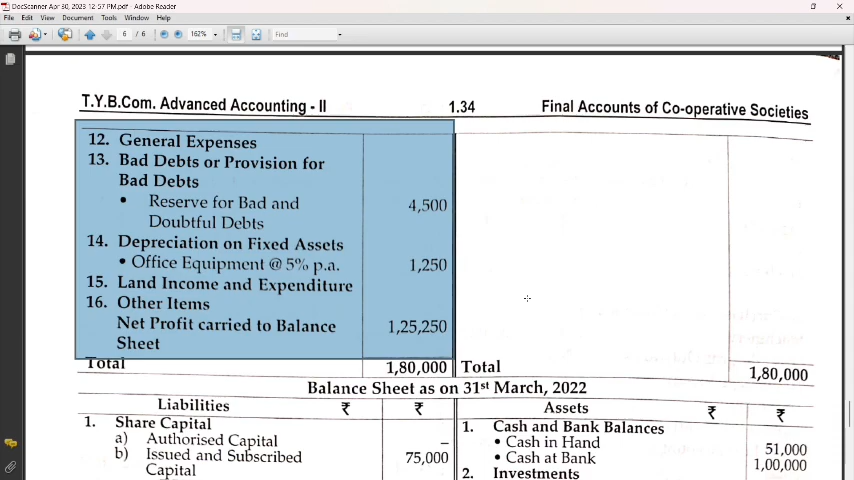 DocScanner Apr 30, 2023 12-57 PM.pdf - Adobe Reader
File Edit View Document Tools Window Help
6 / 6 162% Find
T.Y.B.Com. Advanced Accounting - II 1.34 Final Accounts of Co-operative Societies
12. General Expenses
13. Bad Debts or Provision for
Bad Debts
• Reserve for Bad and
Doubtful Debts 4,500
14. Depreciation on Fixed Assets
• Office Equipment @ 5% p.a. 1,250
15. Land Income and Expenditure
16. Other Items
Net Profit carried to Balance 1,25,250
Sheet
Total 1,80,000 Total 1,80,000
Balance Sheet as on 31st March, 2022
Liabilities ₹ ₹ Assets ₹ ₹
1. Share Capital 1. Cash and Bank Balances
a) Authorised Capital – • Cash in Hand 51,000
b) Issued and Subscribed 75,000 • Cash at Bank 1,00,000
Capital 2. Investments